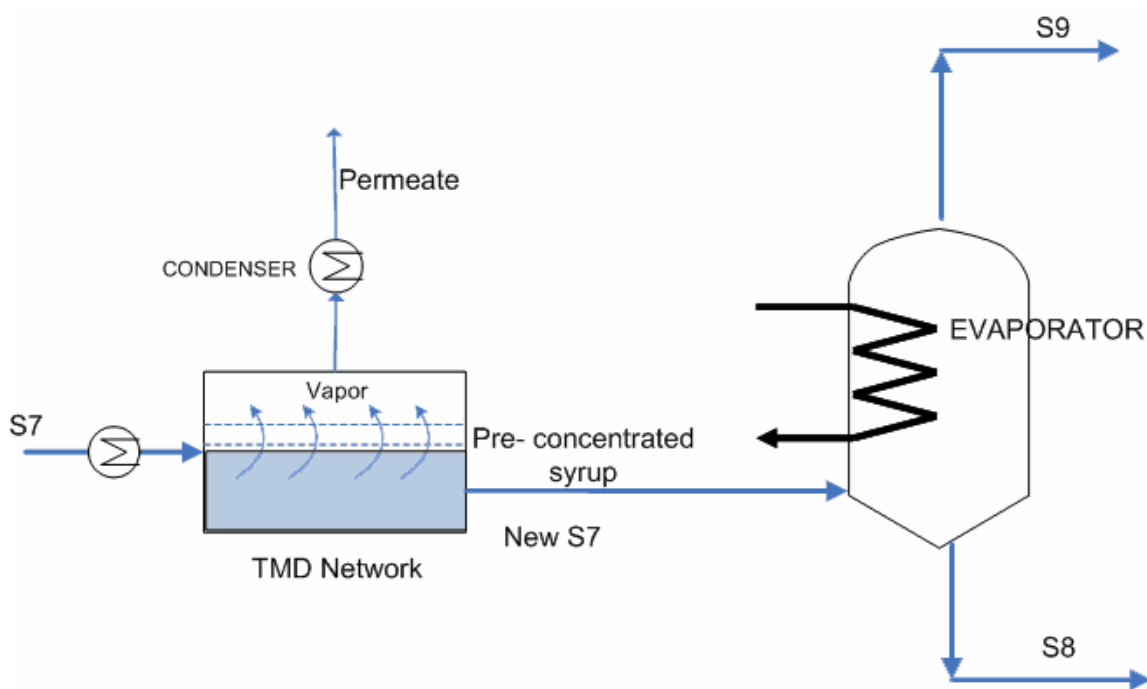 S9
Permeate
CONDENSER
EVAPORATOR
Vapor
S7
Pre- concentrated
syrup
New S7
TMD Network
S8